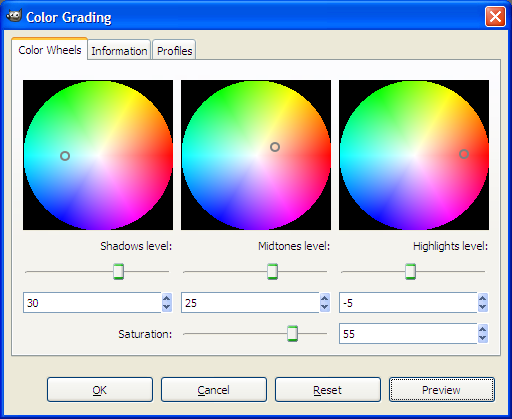 Color Grading
Color Wheels Information Profiles
Shadows level: Midtones level: Highlights level:
30 25 -5
Saturation: 55
OK Cancel Reset Preview